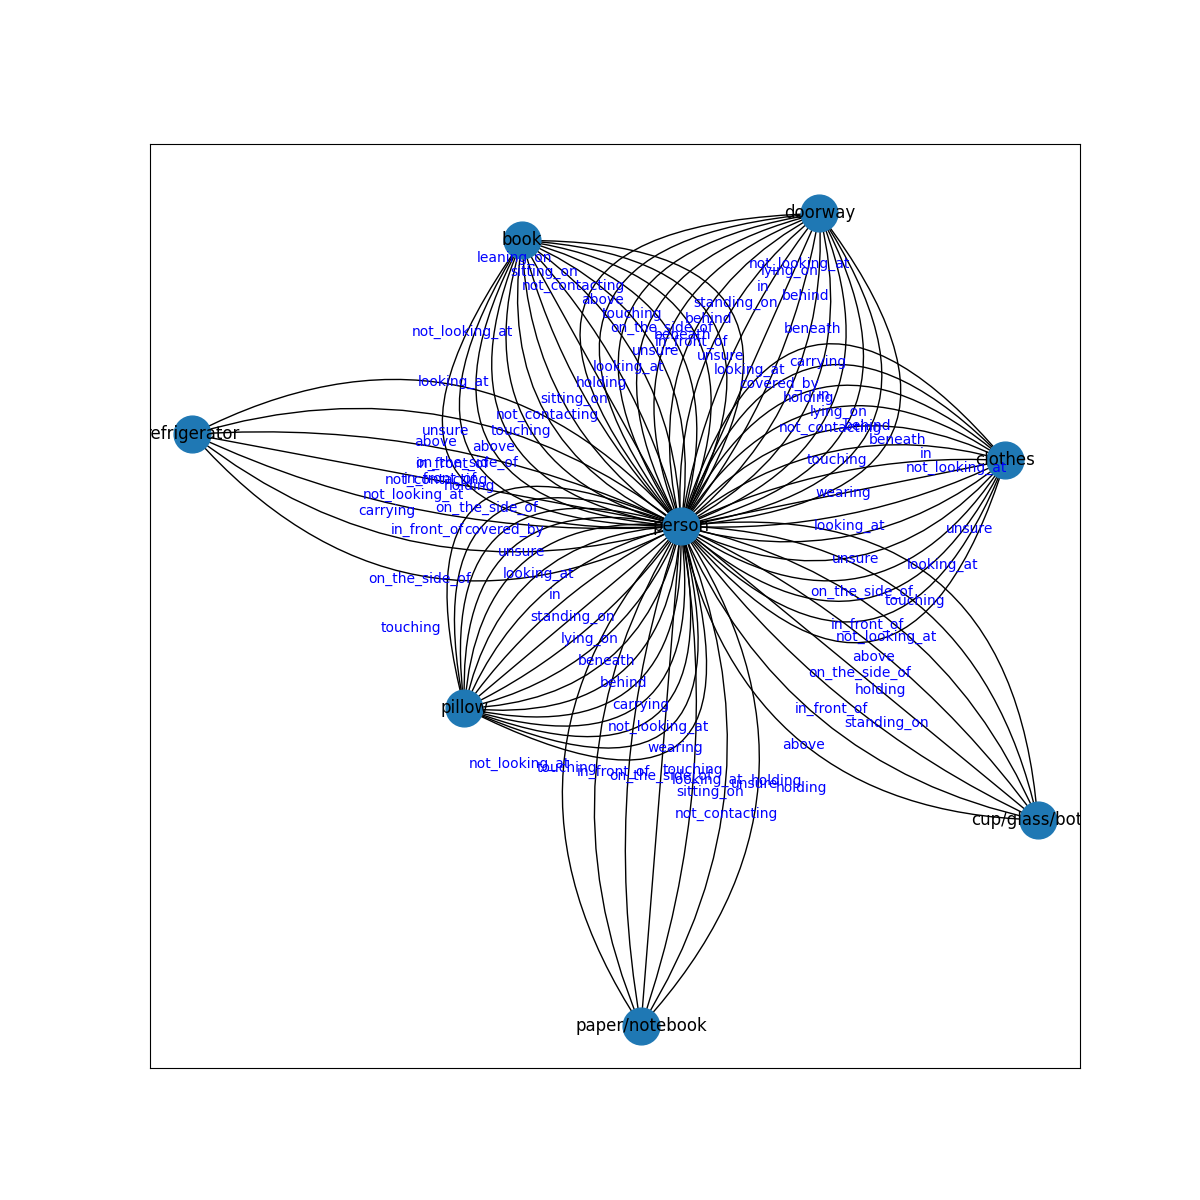 doorway
book
leaning_on
not_looking_at
sitting_on
lying_on
not_contacting
in
behind
above
standing_on
touching
behind
on_the_side_of
beneath
not_looking_at
beneath
in_front_of
unsure
unsure
carrying
looking_at
looking_at
looking_at
holding
covered_by
in
sitting_on
holding
lying_on
not_contacting
behind
unsure
touching
not_contacting
efrigerator
above
above
beneath
in
touching
clothes
in_front_of
on_the_side_of
not_looking_at
not_contacting
in_front_of
holding
not_looking_at
wearing
carrying
on_the_side_of
person
looking_at
in_front_of
covered_by
unsure
unsure
unsure
looking_at
looking_at
on_the_side_of
in
on_the_side_of
touching
standing_on
touching
in_front_of
lying_on
not_looking_at
beneath
above
on_the_side_of
behind
holding
pillow
carrying
in_front_of
not_looking_at
standing_on
wearing
above
not_looking_at
touching
in_front_of
on_the_side_of
touching
looking_at
unsure
holding
holding
sitting_on
not_contacting
cup/glass/bot
paper/notebook